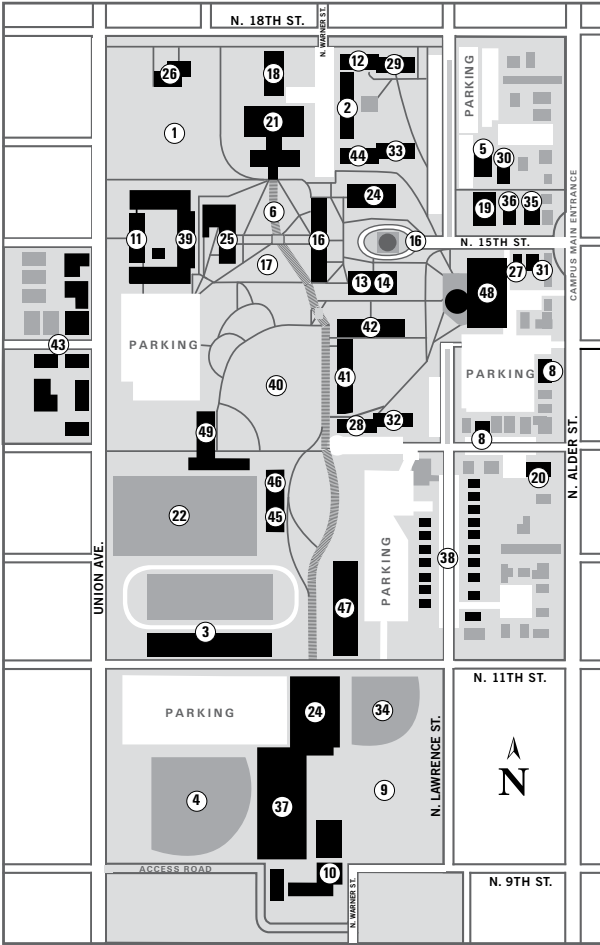 N. 18TH ST.
N. WARNER ST.
12
29
26
18
PARKING
2
21
1
5
44
33
30
24
19
36
35
6
11
39
25
16
16
N. 15TH ST.
CAMPUS MAIN ENTRANCE
17
27
31
13
14
48
42
43
PARKING
PARKING
8
41
40
32
28
49
8
N. ALDER ST.
46
20
45
22
PARKING
38
UNION AVE.
47
3
N. 11TH ST.
PARKING
24
34
N. LAWRENCE ST.
N
4
37
9
ACCESS ROAD
10
N. WARNER ST.
N. 9TH ST.